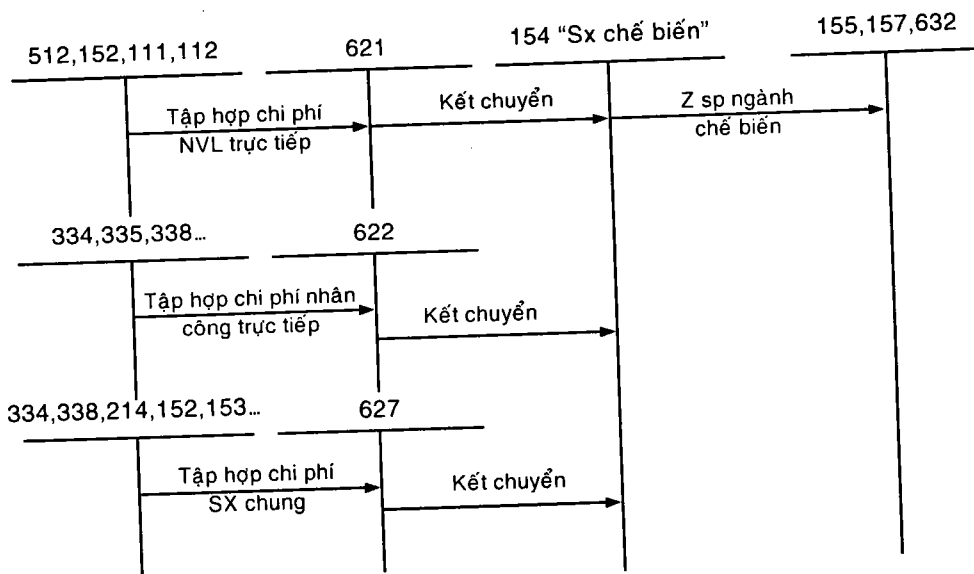 512,152,111,112
621
154 “Sx chế biến”
155,157,632
Tập hợp chi phí
NVL trực tiếp
Kết chuyển
Z sp ngành
chế biến
334,335,338...
622
Tập hợp chi phí nhân
công trực tiếp
Kết chuyển
334,338,214,152,153...
627
Tập hợp chi phí
SX chung
Kết chuyển